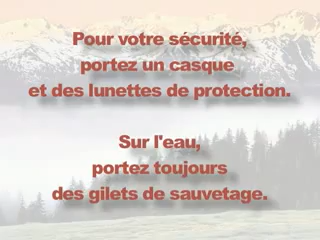 Pour votre sécurité,
portez un casque
et des lunettes de protection.
Sur l'eau,
portez toujours
des gilets de sauvetage.